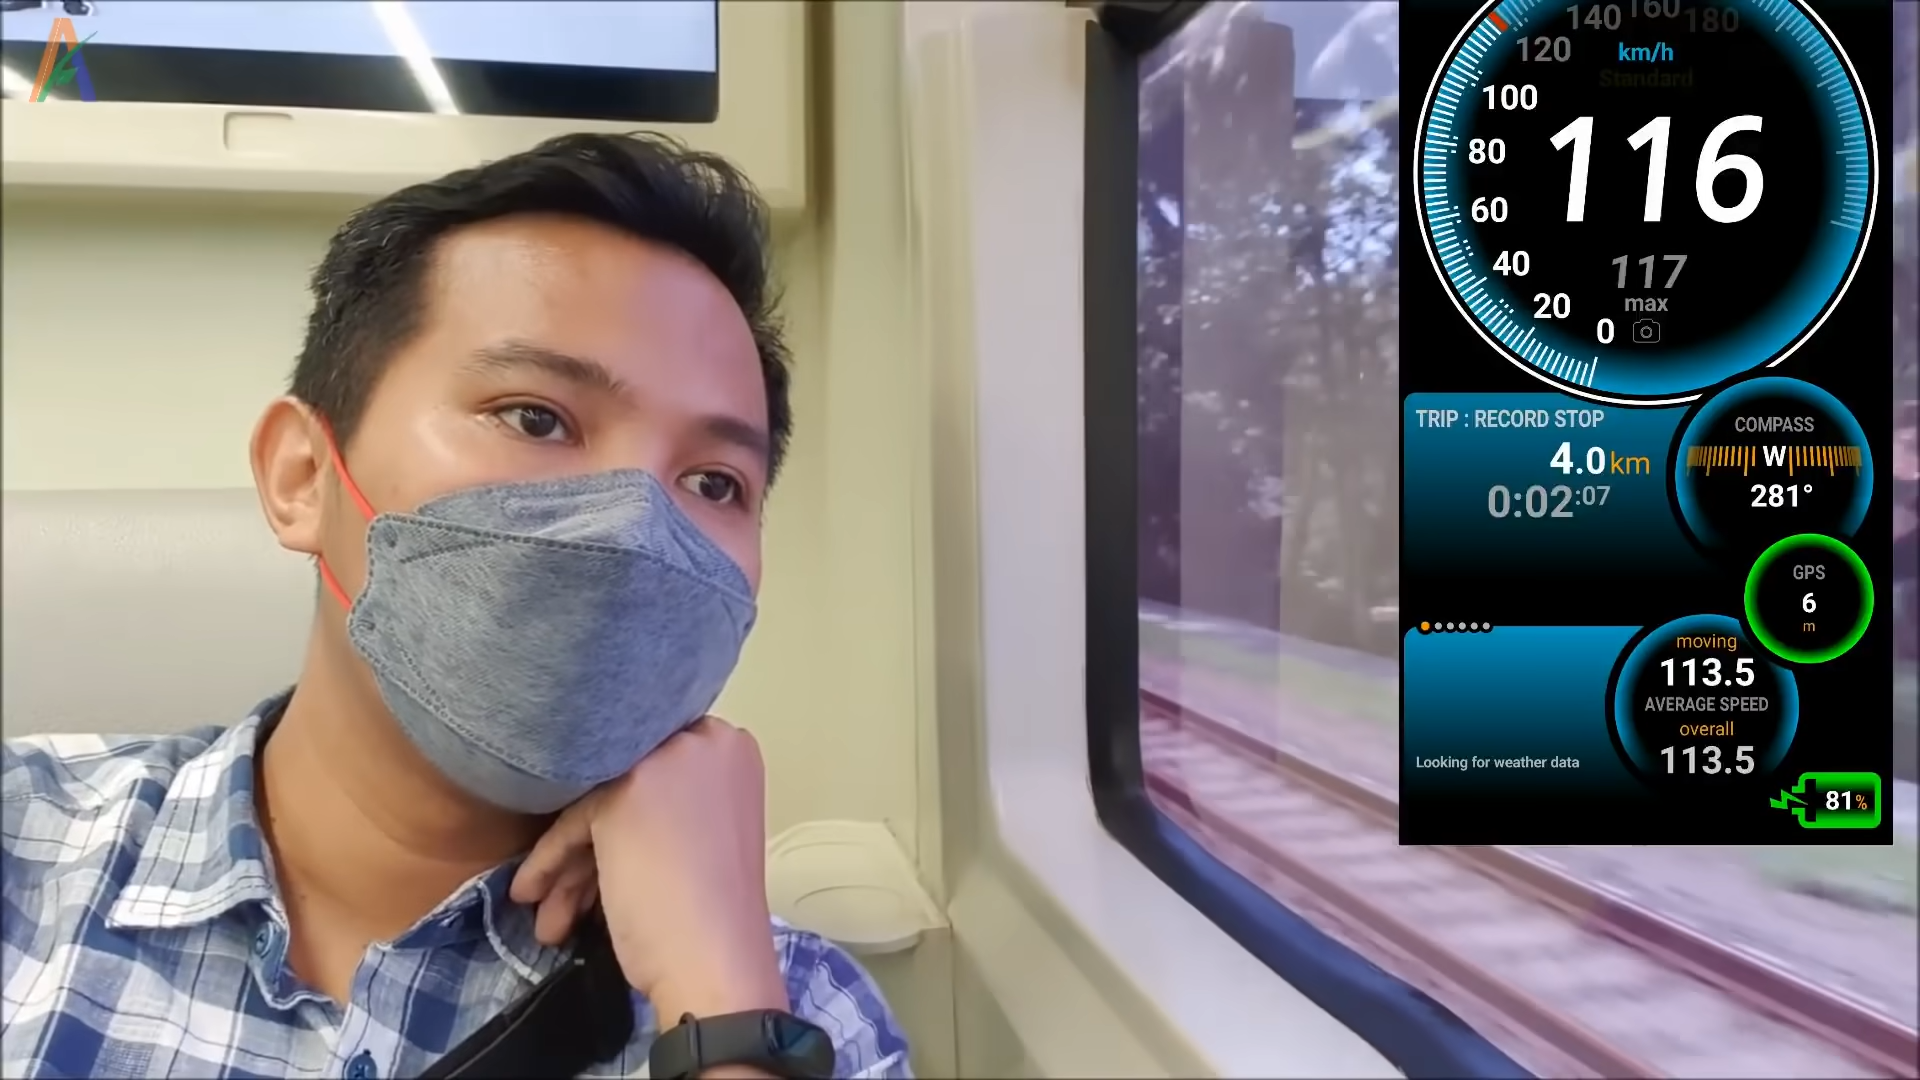 140 160 180
120
km/h
Standard
100
116
80
60
40
117
max
20
0
TRIP : RECORD STOP
4.0 km
0:02:07
COMPASS
W
281°
GPS
6
m
moving
113.5
AVERAGE SPEED
overall
113.5
Looking for weather data
81%